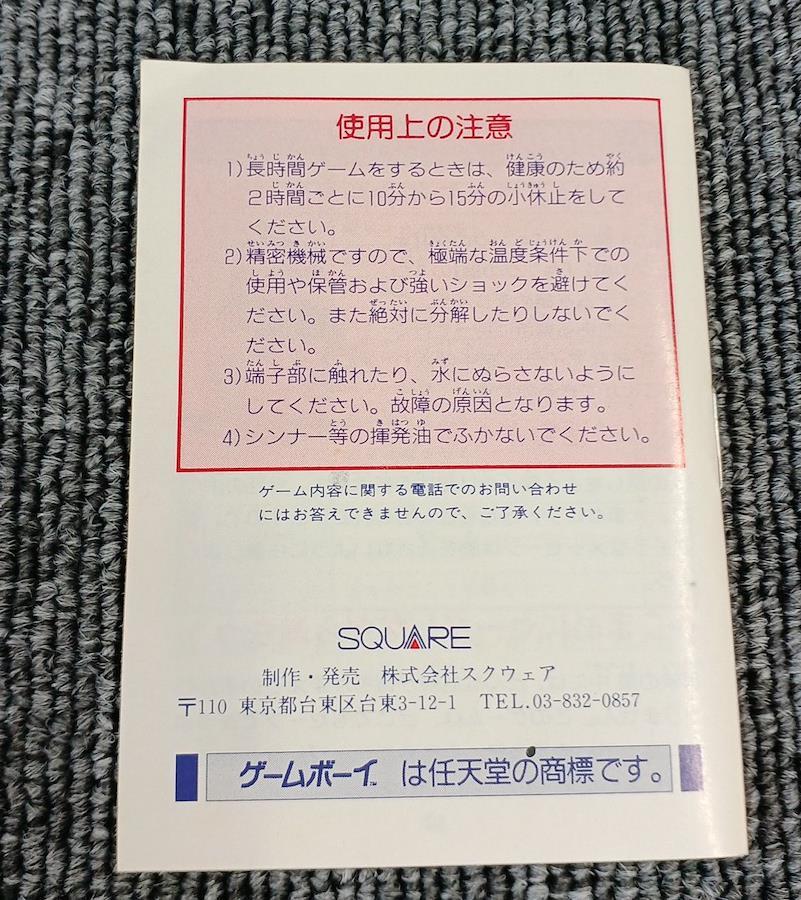 使用上の注意
1)長時間ゲームをするときは、健康のため約
2時間ごとに10分から15分の小休止をして
ください。
2)精密機械ですので、極端な温度条件下での
使用や保管および強いショックを避けてく
ださい。また絶対に分解したりしないでく
ださい。
3)端子部に触れたり、水にぬらさないように
してください。故障の原因となります。
4)シンナー等の揮発油でふかないでください。
ゲーム内容に関する電話でのお問い合わせ
にはお答えできませんので、ご了承ください。
SQUARE
制作・発売 株式会社スクウェア
〒110 東京都台東区台東3-12-1 TEL.03-832-0857
ゲームボーイ™ は任天堂の商標です。